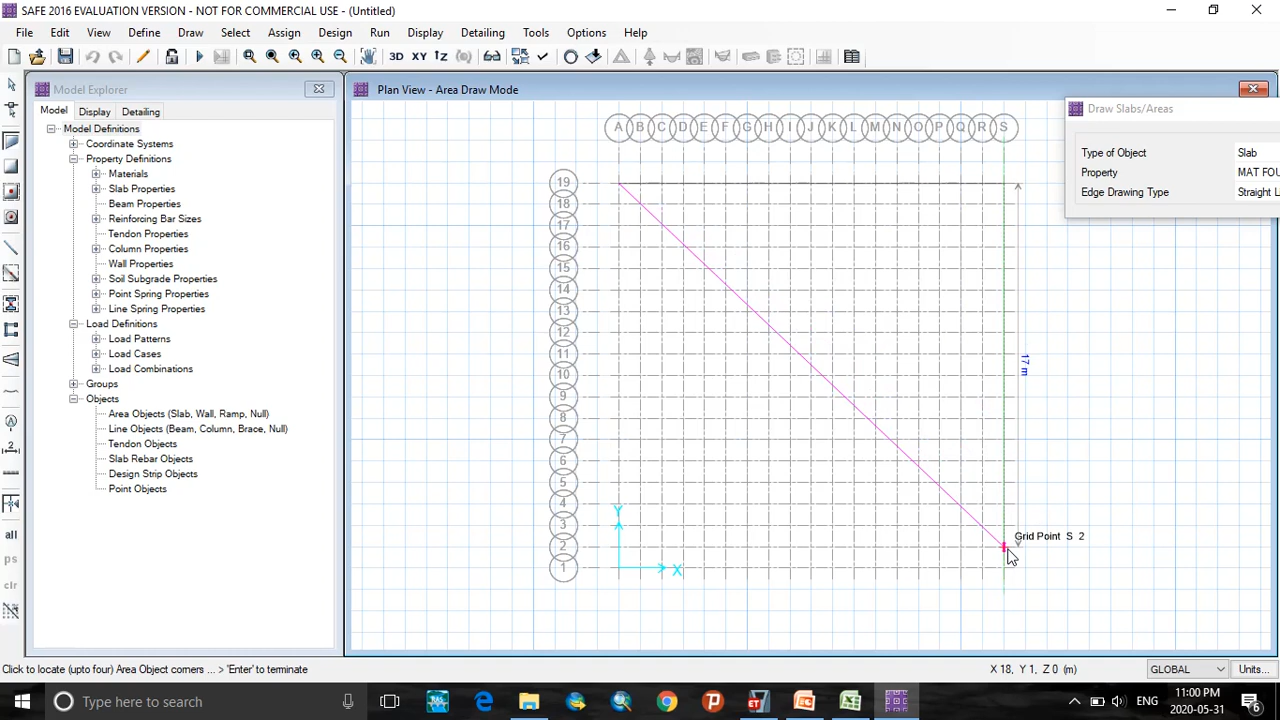 SAFE 2016 EVALUATION VERSION - NOT FOR COMMERCIAL USE - (Untitled)
File Edit View Define Draw Select Assign Design Run Display Detailing Tools Options Help
3D XY
Model Explorer
Model Display Detailing
Model Definitions
Coordinate Systems
Property Definitions
Materials
Slab Properties
Beam Properties
Reinforcing Bar Sizes
Tendon Properties
Column Properties
Wall Properties
Soil Subgrade Properties
Point Spring Properties
Line Spring Properties
Load Definitions
Load Patterns
Load Cases
Load Combinations
Groups
Objects
Area Objects (Slab, Wall, Ramp, Null)
Line Objects (Beam, Column, Brace, Null)
Tendon Objects
Slab Rebar Objects
Design Strip Objects
Point Objects
all
ps
clr
Plan View - Area Draw Mode
A B C D E F G H I J K L M N O P Q R S
19
18
17
16
15
14
13
12
11
10
9
8
7
6
5
4
3
2
1
Y
X
17 m
Grid Point S 2
Draw Slabs/Areas
Type of Object Slab
Property MAT FOU
Edge Drawing Type Straight Li
Click to locate (upto four) Area Object corners ... > 'Enter' to terminate
X 18, Y 1, Z 0 (m)
GLOBAL
Units...
Type here to search
ENG
11:00 PM
2020-05-31
6